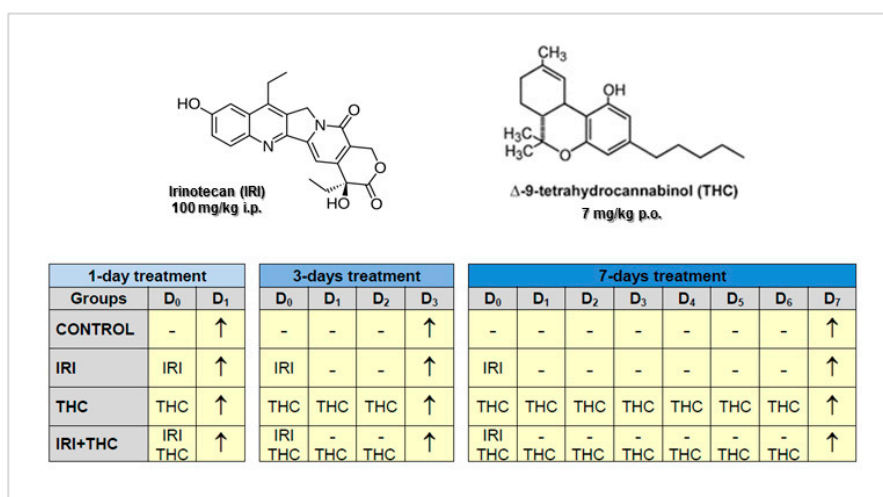 CH₃
HO
OH
O
N
H₃C
H₃C
N
O
O
HO
O
Irinotecan (IRI)
100 mg/kg i.p.
Δ-9-tetrahydrocannabinol (THC)
7 mg/kg p.o.
1-day treatment 3-days treatment 7-days treatment
Groups D₀ D₁ D₀ D₁ D₂ D₃ D₀ D₁ D₂ D₃ D₄ D₅ D₆ D₇
CONTROL - ↑ - - - ↑ - - - - - - - ↑
IRI IRI ↑ IRI - - ↑ IRI - - - - - - ↑
THC THC ↑ THC THC THC ↑ THC THC THC THC THC THC THC ↑
IRI+THC IRI ↑ IRI - - ↑ IRI - - - - - - ↑
THC THC THC THC THC THC THC THC THC THC THC